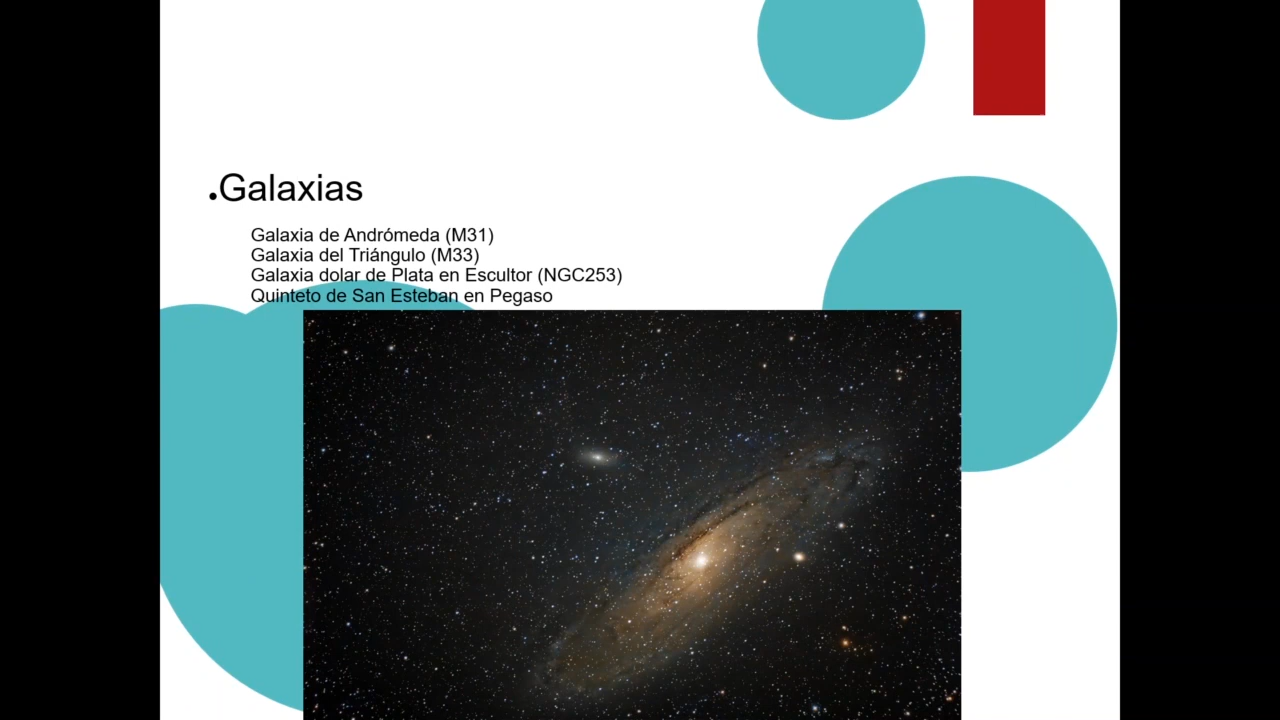 .Galaxias
Galaxia de Andrómeda (M31)
Galaxia del Triángulo (M33)
Galaxia dolar de Plata en Escultor (NGC253)
Quinteto de San Esteban en Pegaso